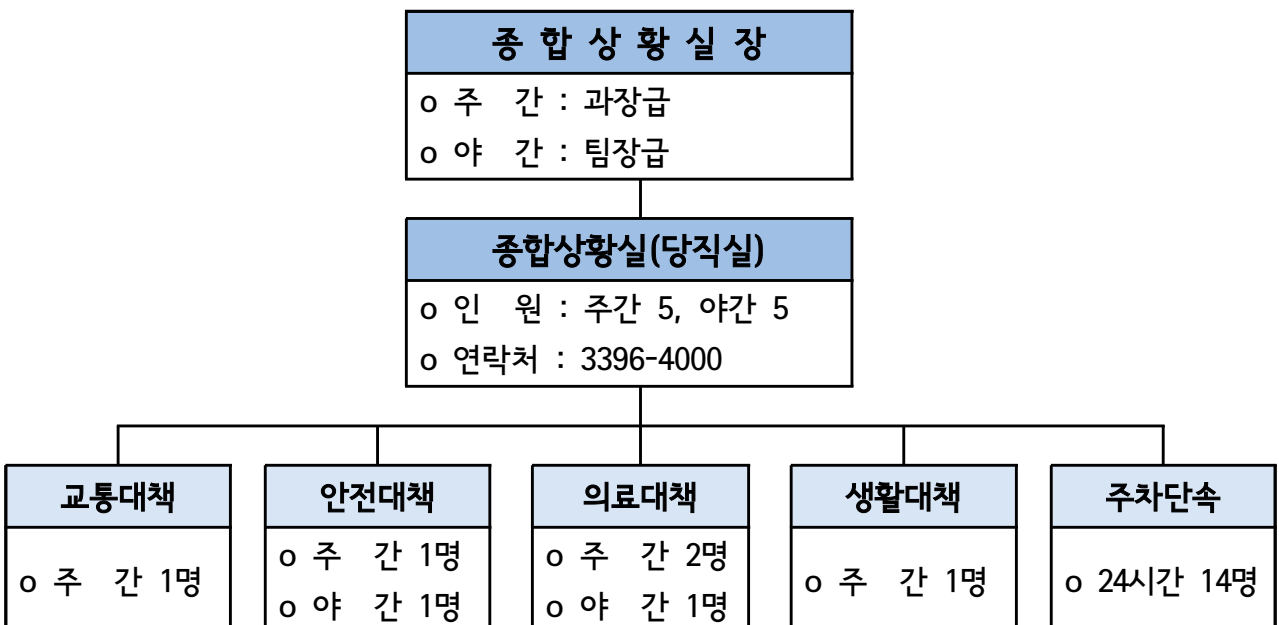 종 합 상 황 실 장
o 주 간 : 과장급
o 야 간 : 팀장급
종합상황실(당직실)
o 인 원 : 주간 5, 야간 5
o 연락처 : 3396-4000
교통대책
o 주 간 1명
안전대책
o 주 간 1명
o 야 간 1명
의료대책
o 주 간 2명
o 야 간 1명
생활대책
o 주 간 1명
주차단속
o 24시간 14명